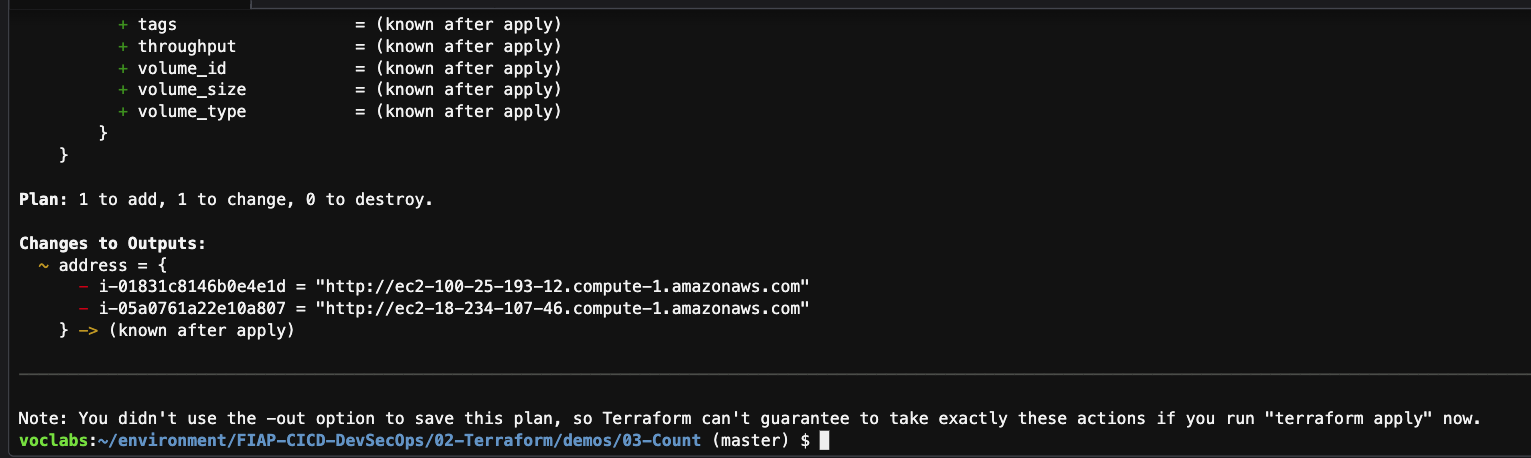 + tags                  = (known after apply)
+ throughput            = (known after apply)
+ volume_id             = (known after apply)
+ volume_size           = (known after apply)
+ volume_type           = (known after apply)
}
}
Plan: 1 to add, 1 to change, 0 to destroy.
Changes to Outputs:
~ address = {
- i-01831c8146b0e4e1d = "http://ec2-100-25-193-12.compute-1.amazonaws.com"
- i-05a0761a22e10a807 = "http://ec2-18-234-107-46.compute-1.amazonaws.com"
} -> (known after apply)
Note: You didn't use the -out option to save this plan, so Terraform can't guarantee to take exactly these actions if you run "terraform apply" now.
voclabs:~/environment/FIAP-CICD-DevSecOps/02-Terraform/demos/03-Count (master) $